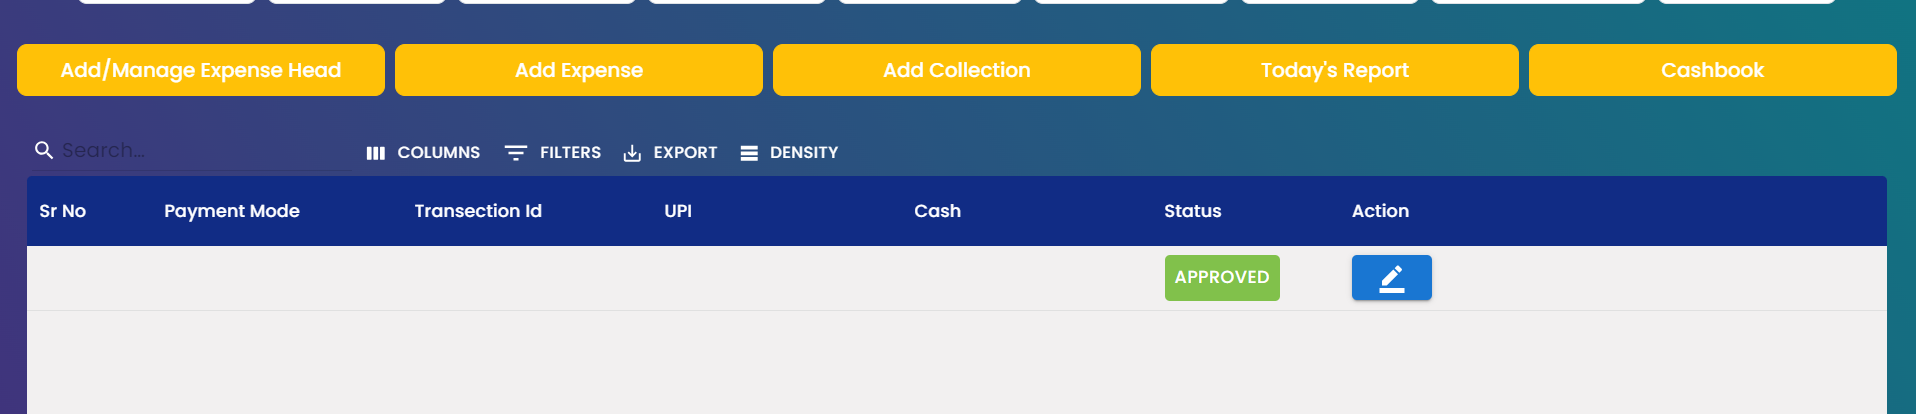 Add/Manage Expense Head Add Expense Add Collection Today's Report Cashbook
Search... COLUMNS FILTERS EXPORT DENSITY
Sr No Payment Mode Transection Id UPI Cash Status Action
APPROVED